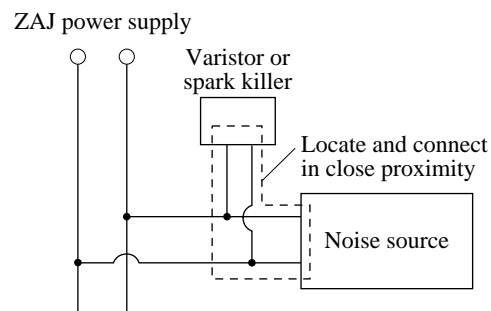 ZAJ power supply
Varistor or
spark killer
Locate and connect
in close proximity
Noise source